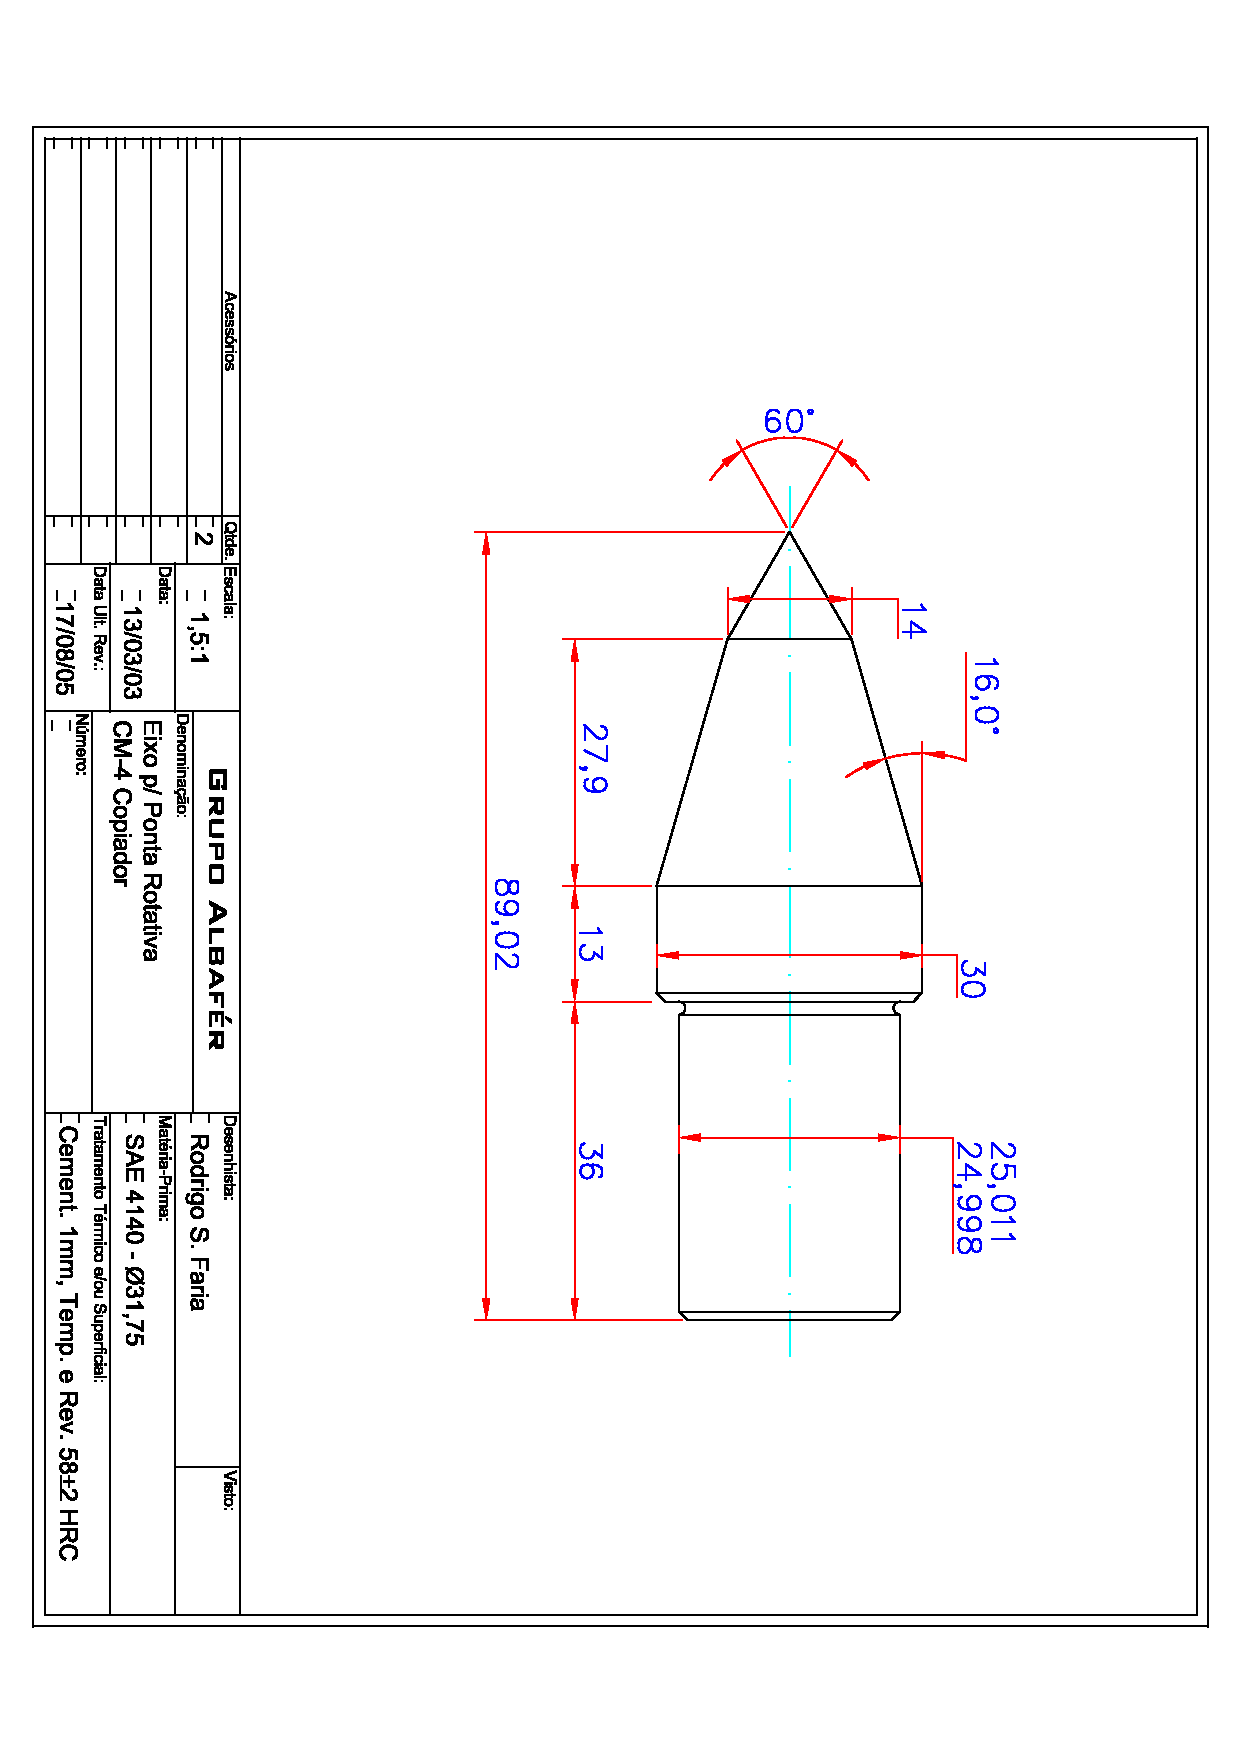 60°
14
16,0°
27,9
13
89,02
30
36
25,011
24,998
Acessórios
Qtde.
2
Escala:
1,5:1
Data:
13/03/03
Data Ult. Rev.:
17/08/05
GRUPO ALBAFÉR
Denominação:
Eixo p/ Ponta Rotativa
CM-4 Copiador
Número:
Desenhista:
Rodrigo S. Faria
Visto:
Matéria-Prima:
SAE 4140 - Ø31,75
Tratamento Térmico e/ou Superficial:
Cement. 1mm, Temp. e Rev. 58±2 HRC